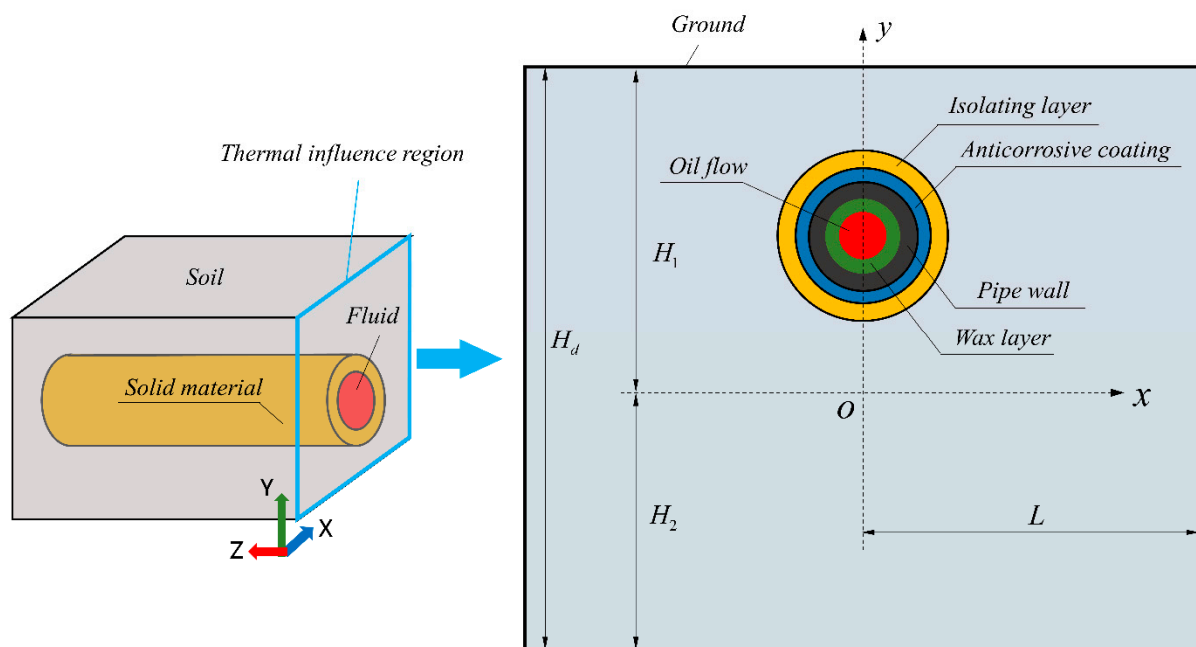 Thermal influence region
Soil
Fluid
Solid material
Y
X
Z
Ground
y
Isolating layer
Anticorrosive coating
Oil flow
H₁
Pipe wall
Wax layer
H_d
o
x
H₂
L